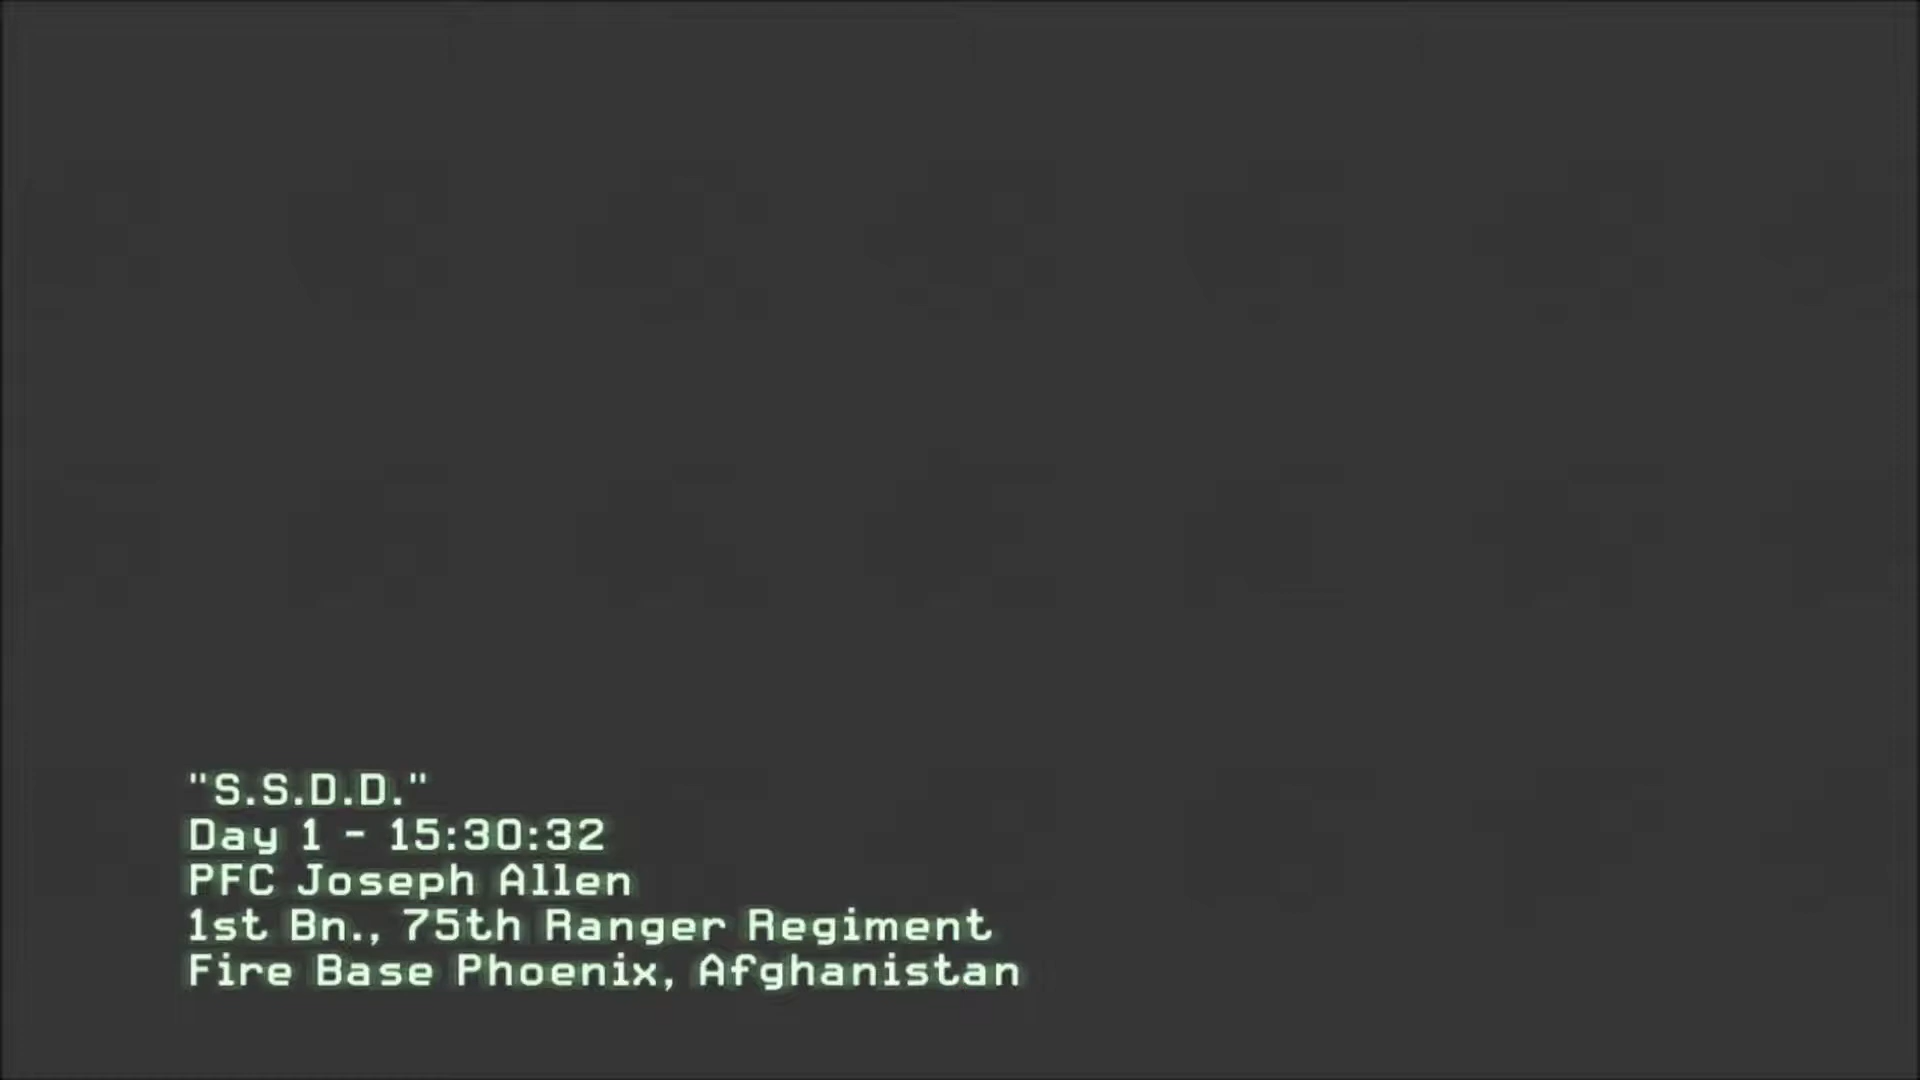 "S.S.D.D."
Day 1 - 15:30:32
PFC Joseph Allen
1st Bn., 75th Ranger Regiment
Fire Base Phoenix, Afghanistan